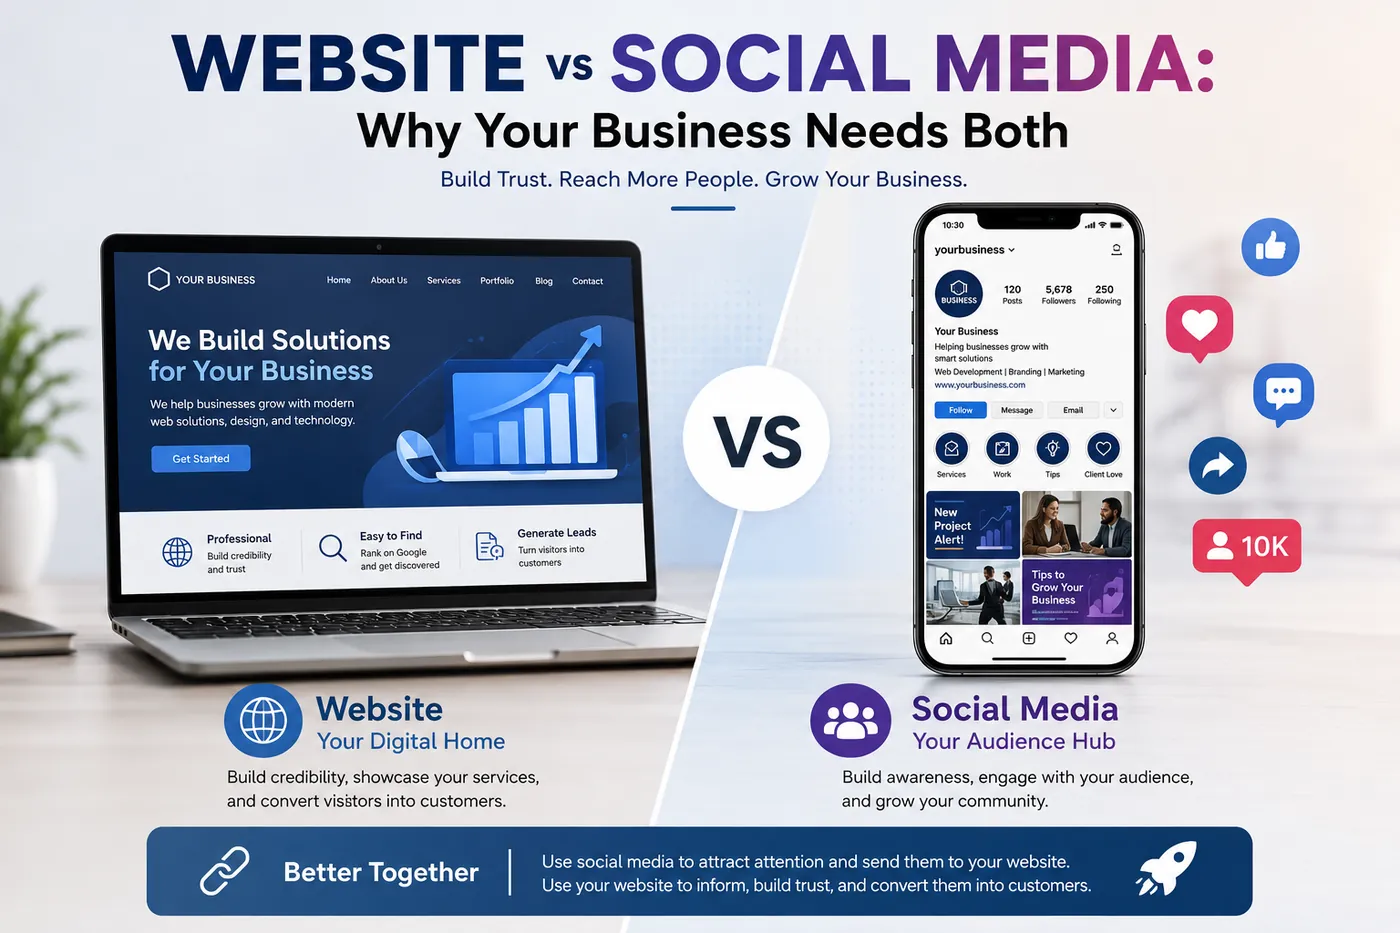 WEBSITE vs SOCIAL MEDIA:
Why Your Business Needs Both
Build Trust. Reach More People. Grow Your Business.
YOUR BUSINESS
Home
About Us
Services
Portfolio
Blog
Contact
We Build Solutions
for Your Business
We help businesses grow with modern
web solutions, design, and technology.
Get Started
Professional
Build credibility
and trust
Easy to Find
Rank on Google
and get discovered
Generate Leads
Turn visitors into
customers
VS
10:30
yourbusiness
BUSINESS
120
Posts
5,678
Followers
250
Following
Your Business
Helping businesses grow with
smart solutions
Web Development | Branding | Marketing
www.yourbusiness.com
Follow
Message
Email
Services
Work
Tips
Client Love
New
Project
Alert!
Tips to
Grow Your
Business
10K
Website
Your Digital Home
Build credibility, showcase your services,
and convert visitors into customers.
Social Media
Your Audience Hub
Build awareness, engage with your audience,
and grow your community.
Better Together
Use social media to attract attention and send them to your website.
Use your website to inform, build trust, and convert them into customers.